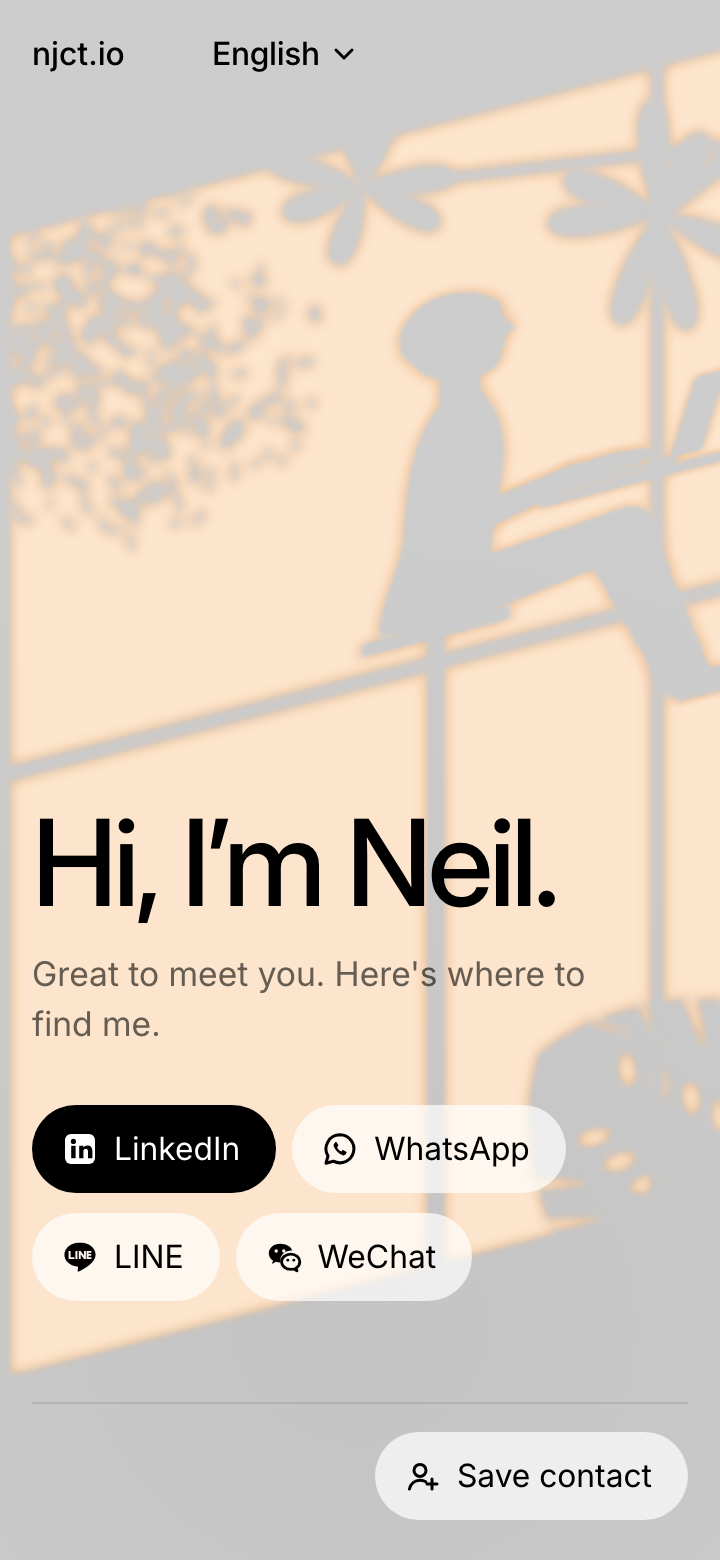 njct.io
English
Hi, I’m Neil.
Great to meet you. Here's where to
find me.
LinkedIn
WhatsApp
LINE LINE
WeChat
Save contact